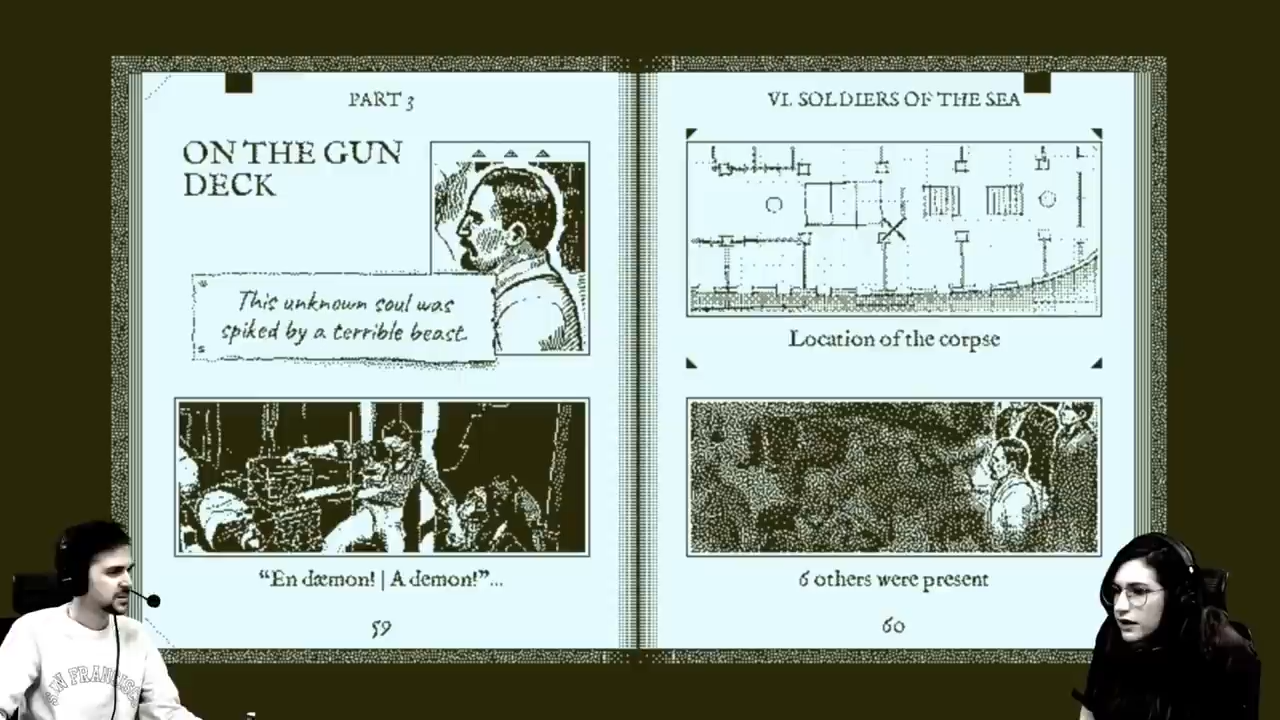 PART 3
ON THE GUN
DECK
This unknown soul was
spiked by a terrible beast.
"En dæmon! | A demon!"...
59
VI. SOLDIERS OF THE SEA
Location of the corpse
6 others were present
60